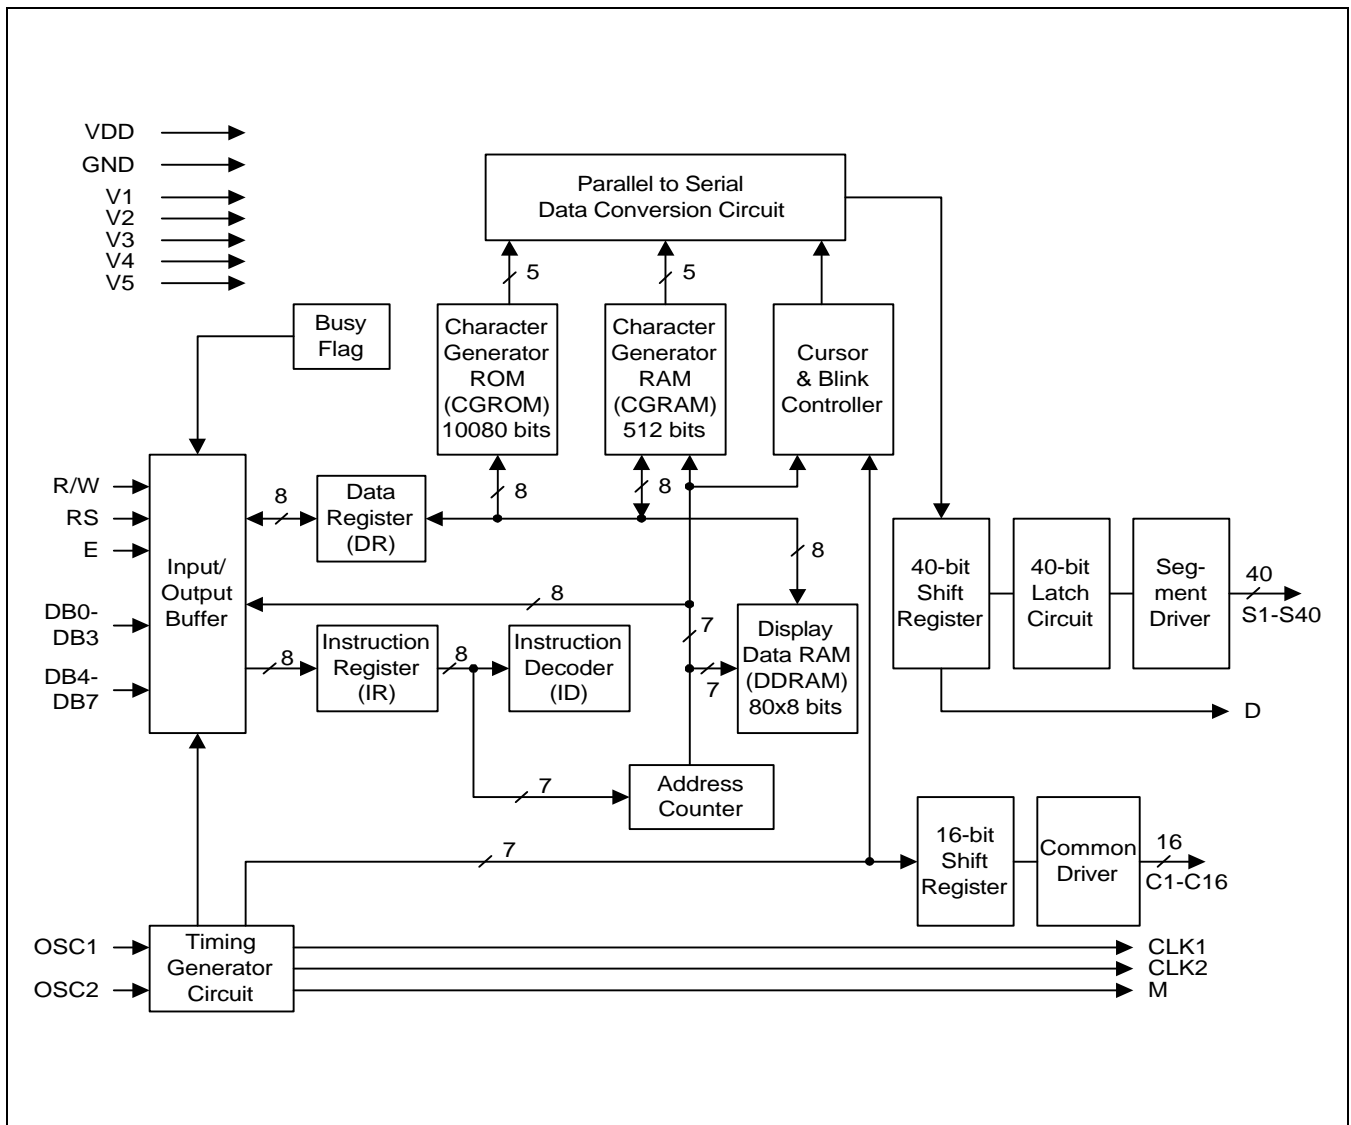 VDD
GND
V1
V2
V3
V4
V5
Parallel to Serial
Data Conversion Circuit
5
5
Busy
Flag
Character
Generator
ROM
(CGROM)
10080 bits
Character
Generator
RAM
(CGRAM)
512 bits
Cursor
& Blink
Controller
R/W
RS
E
DB0-
DB3
DB4-
DB7
Input/
Output
Buffer
8
Data
Register
(DR)
8
8
8
8
7
7
8
Instruction
Register
(IR)
8
Instruction
Decoder
(ID)
Display
Data RAM
(DDRAM)
80x8 bits
40-bit
Shift
Register
40-bit
Latch
Circuit
Seg-
ment
Driver
40
S1-S40
D
7
Address
Counter
7
16-bit
Shift
Register
Common
Driver
16
C1-C16
OSC1
OSC2
Timing
Generator
Circuit
CLK1
CLK2
M